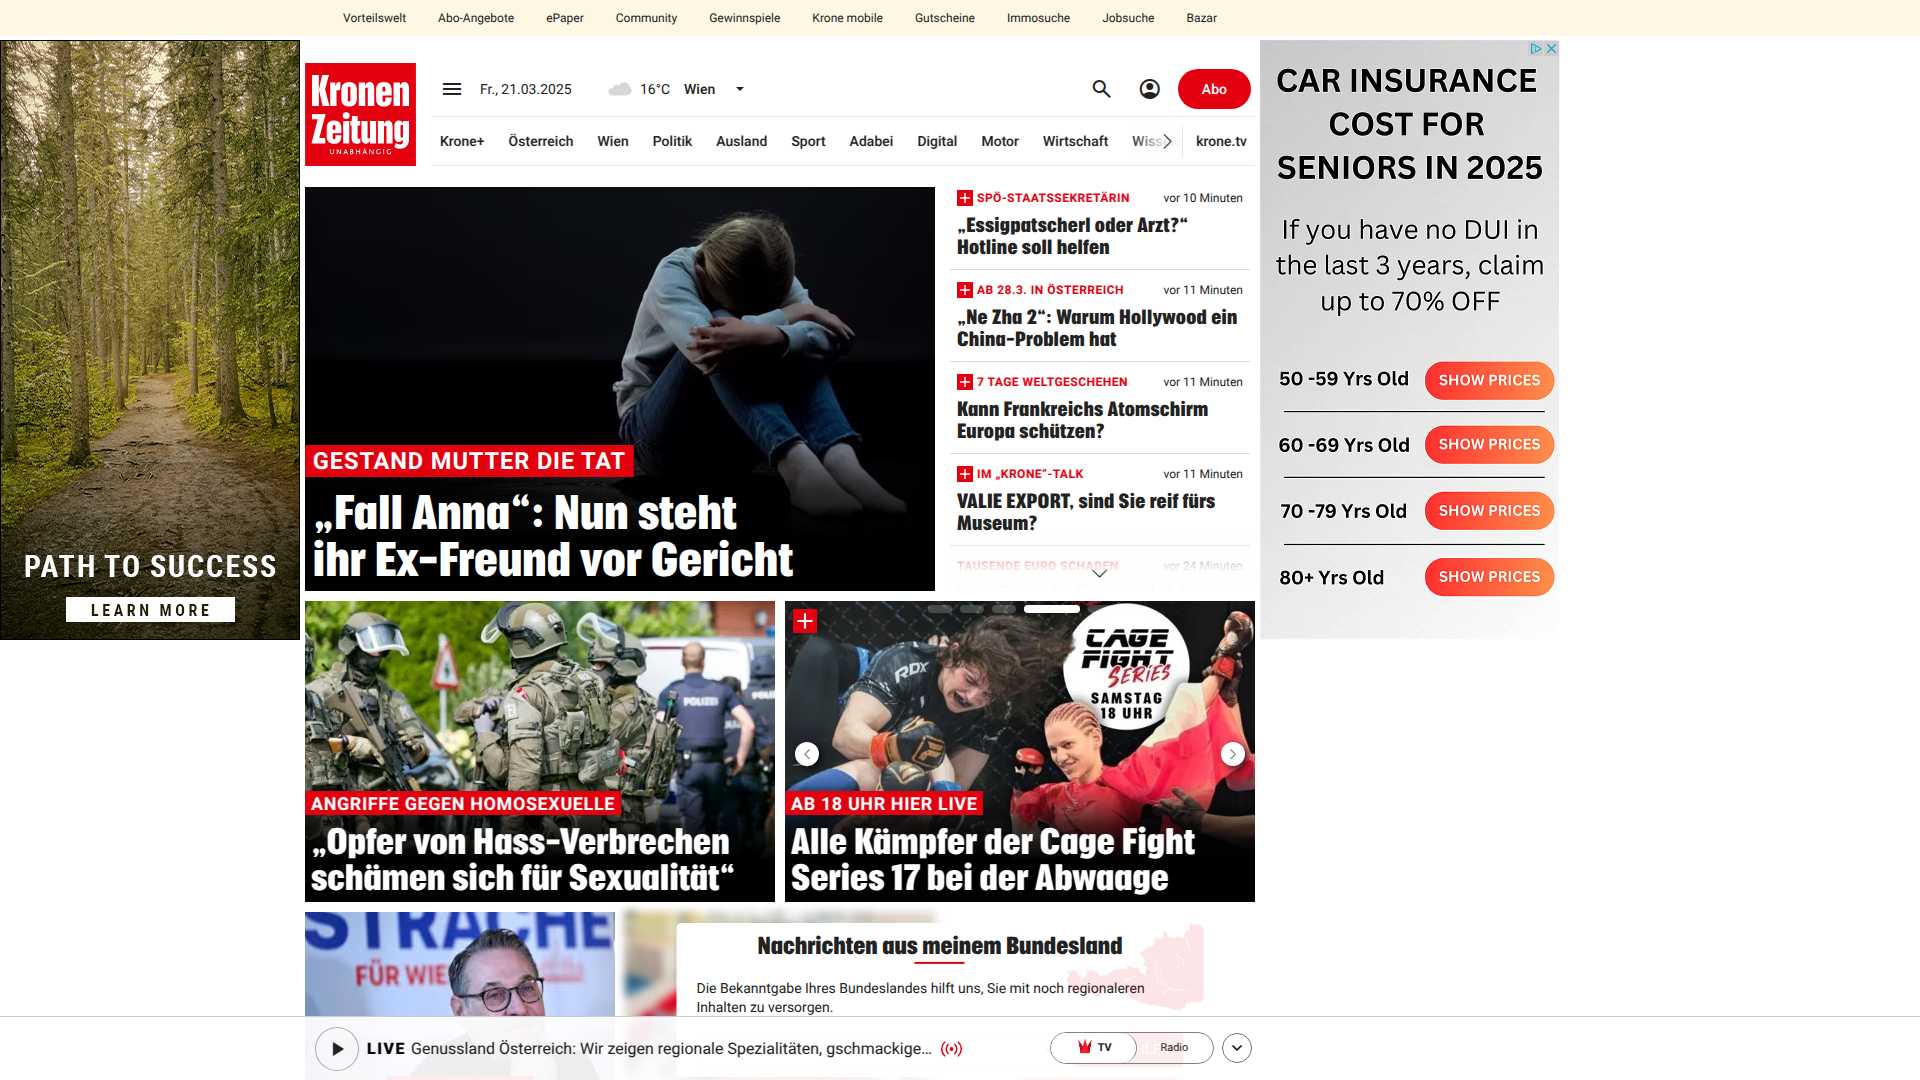 Vorteilswelt
Abo-Angebote
ePaper
Community
Gewinnspiele
Krone mobile
Gutscheine
Immosuche
Jobsuche
Bazar
Kronen
Zeitung
UNABHÄNGIG
Fr., 21.03.2025
16°C
Wien
Abo
Krone+
Österreich
Wien
Politik
Ausland
Sport
Adabei
Digital
Motor
Wirtschaft
krone.tv
GESTAND MUTTER DIE TAT
„Fall Anna“: Nun steht
ihr Ex-Freund vor Gericht
SPÖ-STAATSSEKRETÄRIN
vor 10 Minuten
„Essigpatscherl oder Arzt?“
Hotline soll helfen
AB 28.3. IN ÖSTERREICH
vor 11 Minuten
„Ne Zha 2“: Warum Hollywood ein
China-Problem hat
7 TAGE WELTGESCHEHEN
vor 11 Minuten
Kann Frankreichs Atomschirm
Europa schützen?
IM „KRONE“-TALK
vor 11 Minuten
VALIE EXPORT, sind Sie reif fürs
Museum?
TAUSENDE EURO SCHADEN
vor 24 Minuten
PATH TO SUCCESS
LEARN MORE
CAR INSURANCE
COST FOR
SENIORS IN 2025
If you have no DUI in
the last 3 years, claim
up to 70% OFF
50 -59 Yrs Old
SHOW PRICES
60 -69 Yrs Old
SHOW PRICES
70 -79 Yrs Old
SHOW PRICES
80+ Yrs Old
SHOW PRICES
POLIZEI
ANGRIFFE GEGEN HOMOSEXUELLE
„Opfer von Hass-Verbrechen
schämen sich für Sexualität“
RDX
CAGE
FIGHT
SERIES
SAMSTAG
18 UHR
AB 18 UHR HIER LIVE
Alle Kämpfer der Cage Fight
Series 17 bei der Abwaage
STRACHE
FÜR WIE
Nachrichten aus meinem Bundesland
Die Bekanntgabe Ihres Bundeslandes hilft uns, Sie mit noch regionaleren
Inhalten zu versorgen.
LIVE Genussland Österreich: Wir zeigen regionale Spezialitäten, gschmackige...
TV
Radio